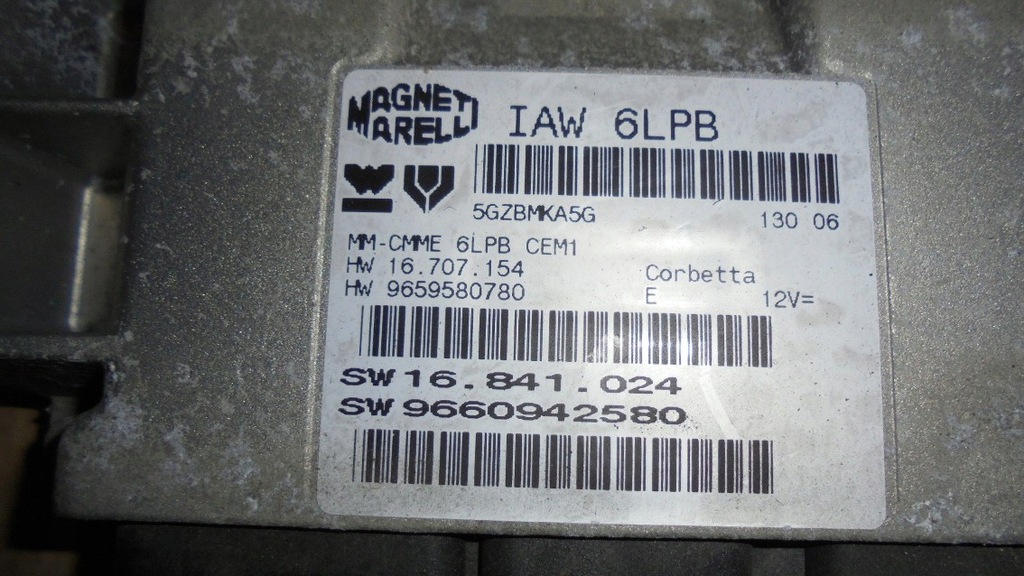 MAGNETI
MARELLI
IAW 6LPB
5GZBMKA5G 130 06
MM-CMME 6LPB CEM1
HW 16.707.154 Corbetta
HW 9659580780 E 12V=
SW 16.841.024
SW 9660942580